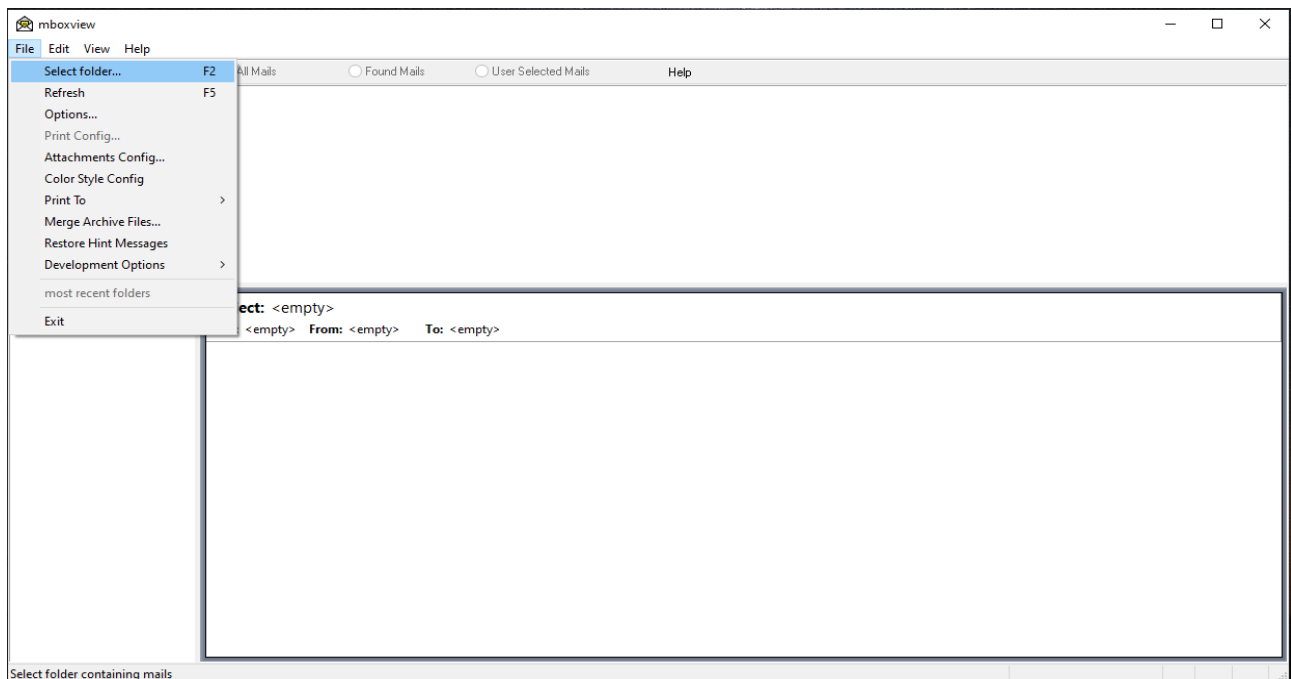 mboxview
File Edit View Help
Select folder... F2 All Mails Found Mails User Selected Mails Help
Refresh F5
Options...
Print Config...
Attachments Config...
Color Style Config
Print To >
Merge Archive Files...
Restore Hint Messages
Development Options >
most recent folders
Exit
ect: <empty>
: <empty> From: <empty> To: <empty>
Select folder containing mails